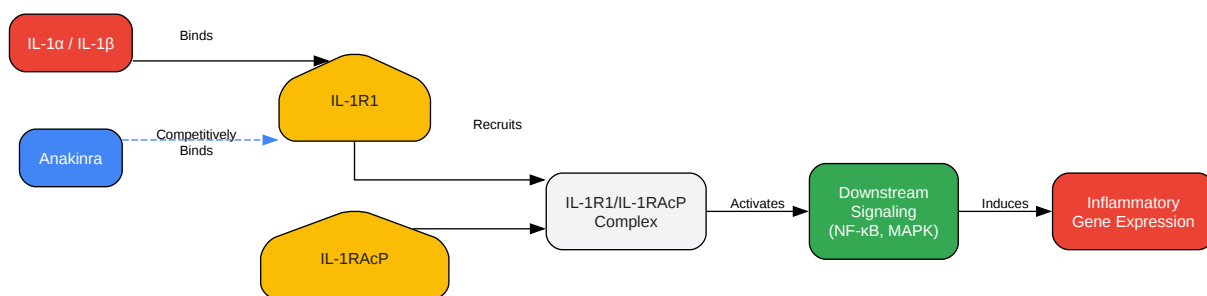 IL-1α / IL-1β
Binds
IL-1R1
Anakinra
Competitively
Binds
Recruits
IL-1RAcP
IL-1R1/IL-1RAcP
Complex
Activates
Downstream
Signaling
(NF-κB, MAPK)
Induces
Inflammatory
Gene Expression